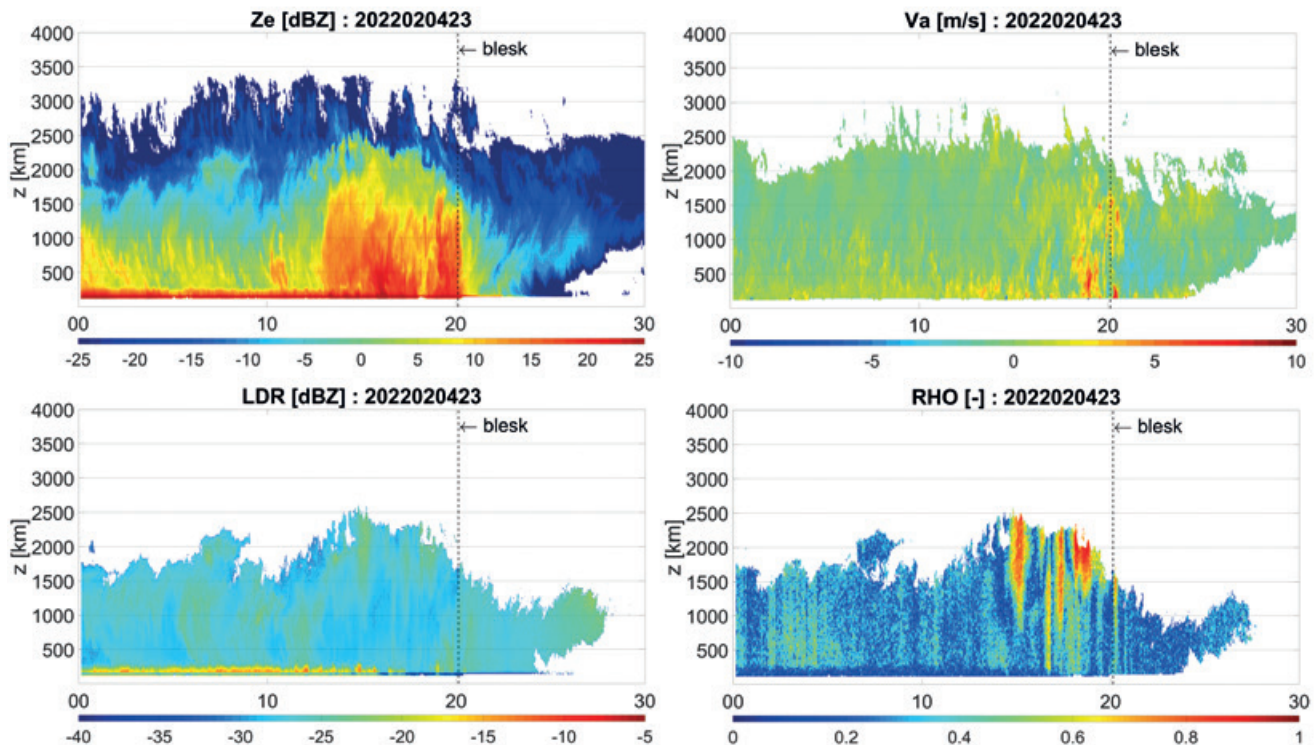 Ze [dBZ] : 2022020423
4000
3500
3000
2500
2000
1500
1000
500
z [km]
← blesk
00 10 20 30
-25 -20 -15 -10 -5 0 5 10 15 20 25
Va [m/s] : 2022020423
4000
3500
3000
2500
2000
1500
1000
500
z [km]
← blesk
00 10 20 30
-10 -5 0 5 10
LDR [dBZ] : 2022020423
4000
3500
3000
2500
2000
1500
1000
500
z [km]
← blesk
00 10 20 30
-40 -35 -30 -25 -20 -15 -10 -5
RHO [-] : 2022020423
4000
3500
3000
2500
2000
1500
1000
500
z [km]
← blesk
00 10 20 30
0 0.2 0.4 0.6 0.8 1